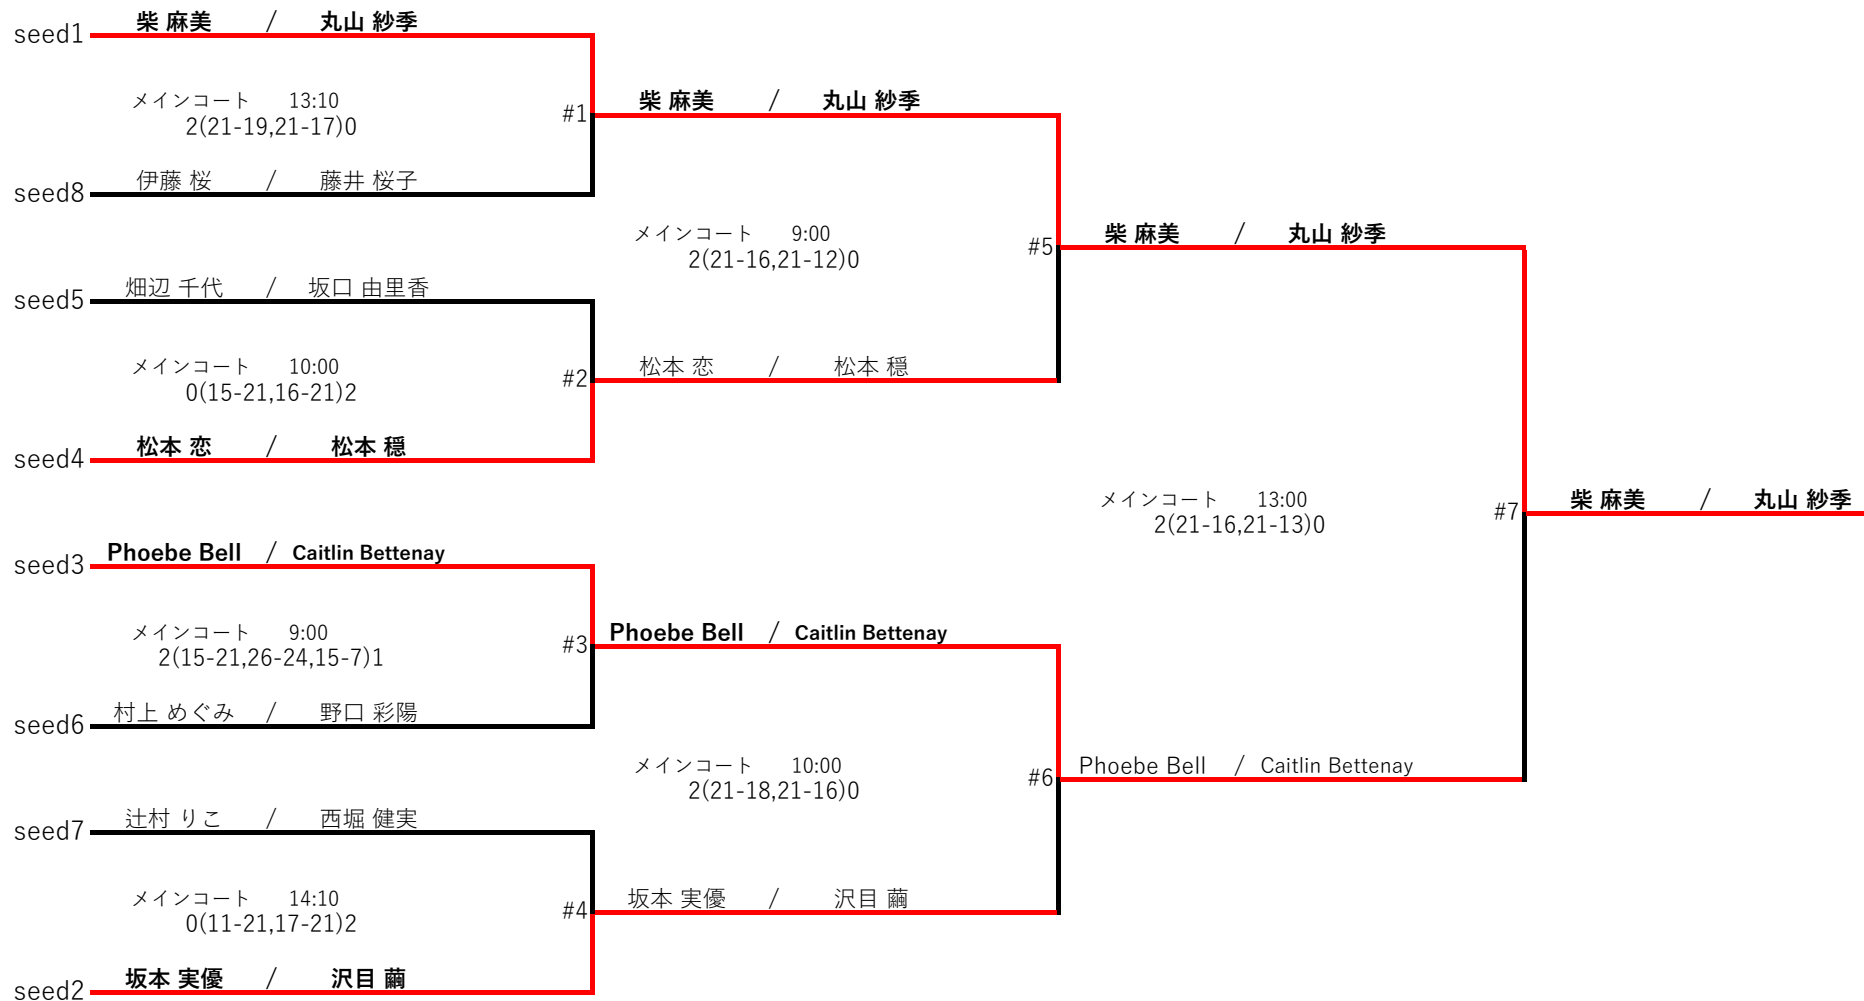 seed1 柴 麻美 / 丸山 紗季
メインコート 13:10
2(21-19,21-17)0
#1
seed8 伊藤 桜 / 藤井 桜子
柴 麻美 / 丸山 紗季
メインコート 9:00
2(21-16,21-12)0
#5
seed5 畑辺 千代 / 坂口 由里香
メインコート 10:00
0(15-21,16-21)2
#2
seed4 松本 恋 / 松本 穏
松本 恋 / 松本 穏
柴 麻美 / 丸山 紗季
メインコート 13:00
2(21-16,21-13)0
#7
柴 麻美 / 丸山 紗季
seed3 Phoebe Bell / Caitlin Bettenay
メインコート 9:00
2(15-21,26-24,15-7)1
#3
seed6 村上 めぐみ / 野口 彩陽
Phoebe Bell / Caitlin Bettenay
メインコート 10:00
2(21-18,21-16)0
#6
Phoebe Bell / Caitlin Bettenay
seed7 辻村 りこ / 西堀 健実
メインコート 14:10
0(11-21,17-21)2
#4
seed2 坂本 実優 / 沢目 繭
坂本 実優 / 沢目 繭